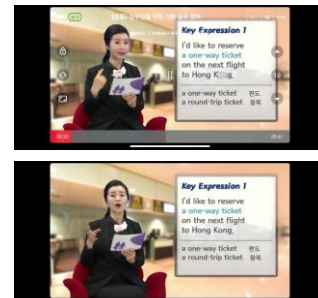 Key Expression 1
I'd like to reserve
a one-way ticket
on the next flight
to Hong Kong.
a one-way ticket 편도
a round-trip ticket 왕복
Key Expression 1
I'd like to reserve
a one-way ticket
on the next flight
to Hong Kong.
a one-way ticket 편도
a round-trip ticket 왕복